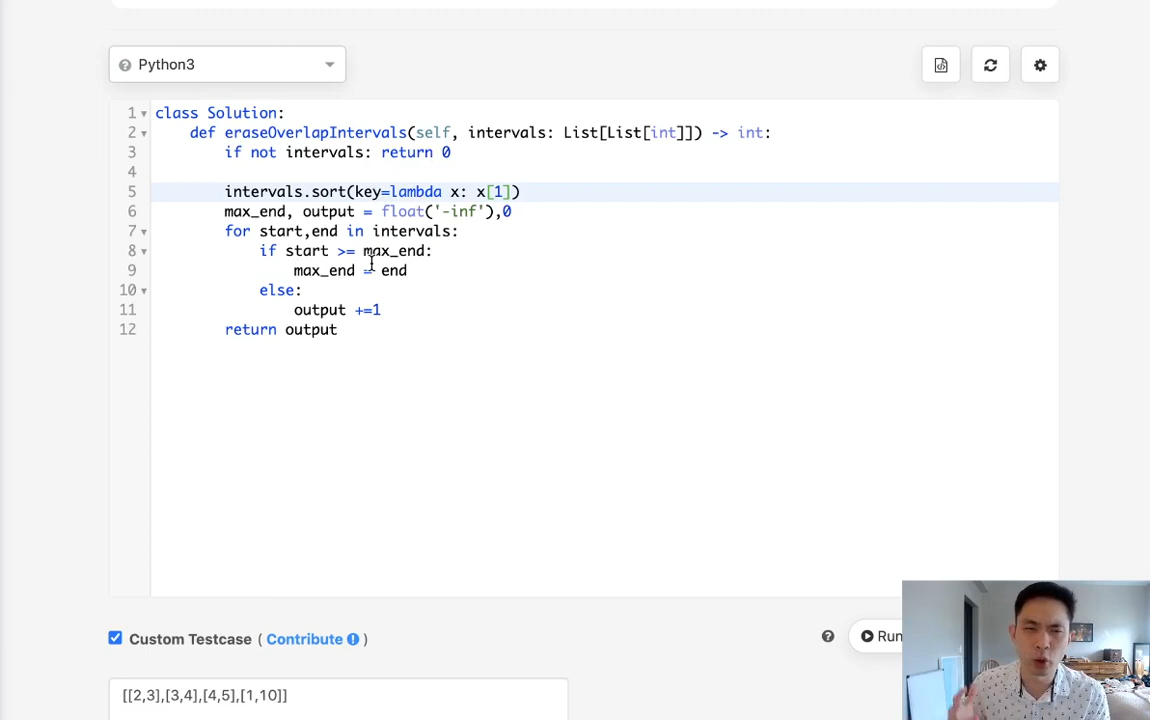 Python3
1 class Solution:
2 def eraseOverlapIntervals(self, intervals: List[List[int]]) -> int:
3 if not intervals: return 0
4
5 intervals.sort(key=lambda x: x[1])
6 max_end, output = float('-inf'),0
7 for start,end in intervals:
8 if start >= max_end:
9 max_end = end
10 else:
11 output +=1
12 return output
Custom Testcase ( Contribute )
Run
[[2,3],[3,4],[4,5],[1,10]]